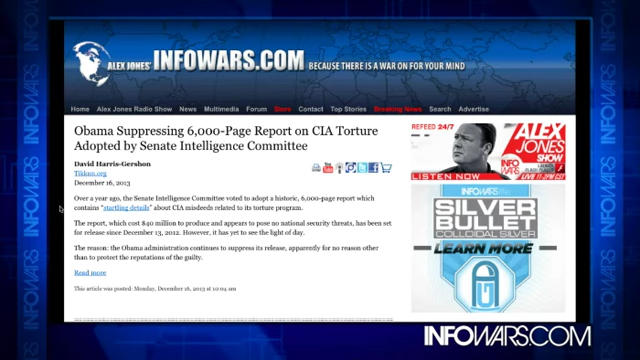 ALEX JONES' INFOWARS.COM BECAUSE THERE IS A WAR ON FOR YOUR MIND
Home Alex Jones Radio Show News Multimedia Forum Store Contact Top Stories Breaking News Search Advertise
Obama Suppressing 6,000-Page Report on CIA Torture
Adopted by Senate Intelligence Committee
David Harris-Gershon
Tikkun.org
December 16, 2013
Over a year ago, the Senate Intelligence Committee voted to adopt a historic, 6,000-page report which
contains "startling details" about CIA misdeeds related to its torture program.
The report, which cost $40 million to produce and appears to pose no national security threats, has been set
for release since December 13, 2012. However, it has yet to see the light of day.
The reason: the Obama administration continues to suppress its release, apparently for no reason other
than to protect the reputations of the guilty.
Read more
This article was posted: Monday, December 16, 2013 at 10:04 am
REFEED 24/7
ALEX
JONES
SHOW
INFO
WARS
LISTEN NOW
INFOWARS
SILVER
BULLET
COLLOIDAL SILVER
LEARN MORE
INFOWARS.COM
INFOWARS
INFOWARS